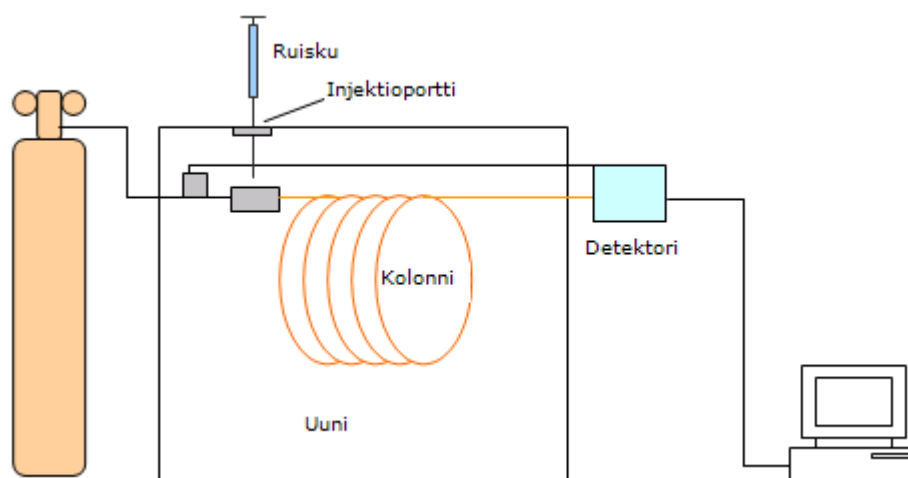 Ruisku
Injektioportti
Detektori
Kolonni
Uuni